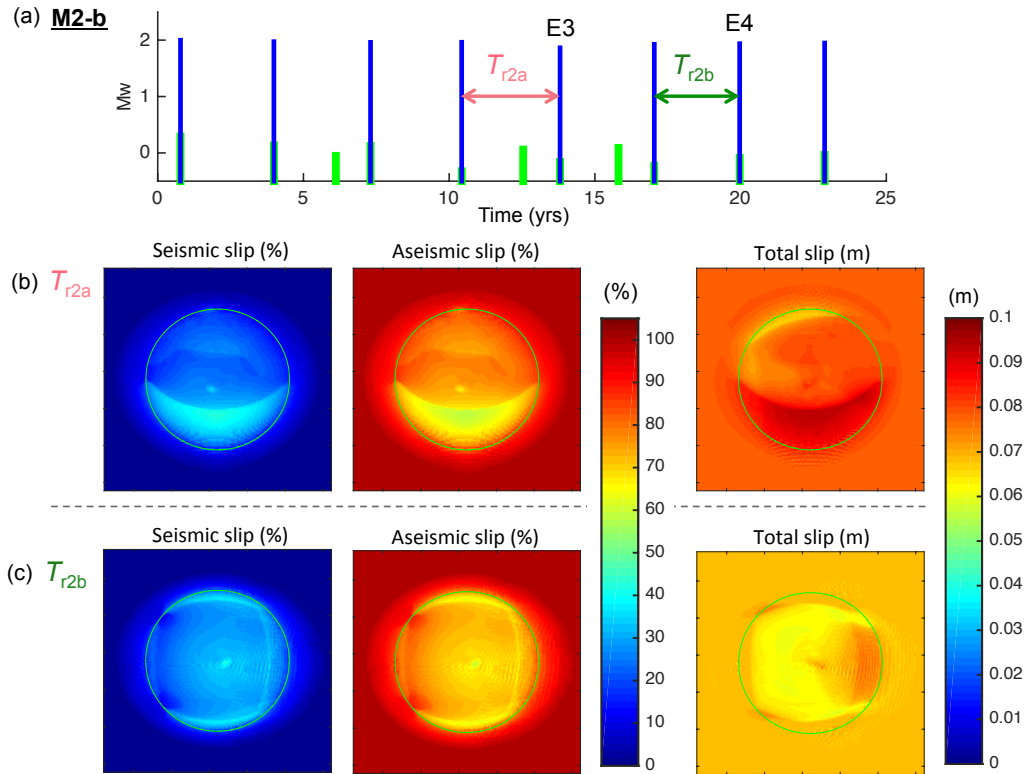 (a) M2-b
E3 E4
Tr2a Tr2b
Mw
2
1
0
0 5 10 15 20 25
Time (yrs)
Seismic slip (%) Aseismic slip (%) Total slip (m)
(b) Tr2a
(%) (m)
100
90
80
70
60
50
40
30
20
10
0
0.1
0.09
0.08
0.07
0.06
0.05
0.04
0.03
0.02
0.01
0
Seismic slip (%) Aseismic slip (%) Total slip (m)
(c) Tr2b